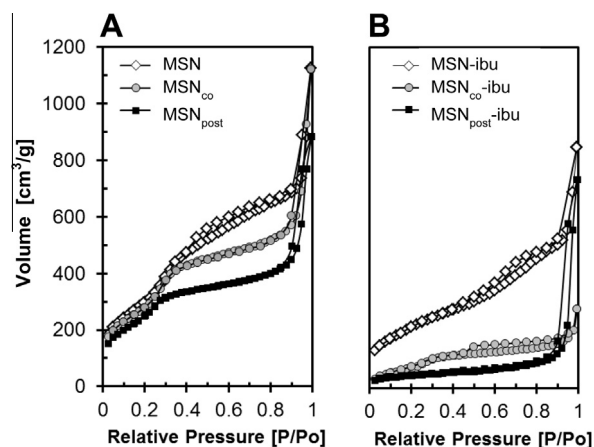 A
B
MSN
MSNco
MSNpost
MSN-ibu
MSNco-ibu
MSNpost-ibu
Volume [cm³/g]
1200
1000
800
600
400
200
0
0 0.2 0.4 0.6 0.8 1
0 0.2 0.4 0.6 0.8 1
Relative Pressure [P/Po]
Relative Pressure [P/Po]